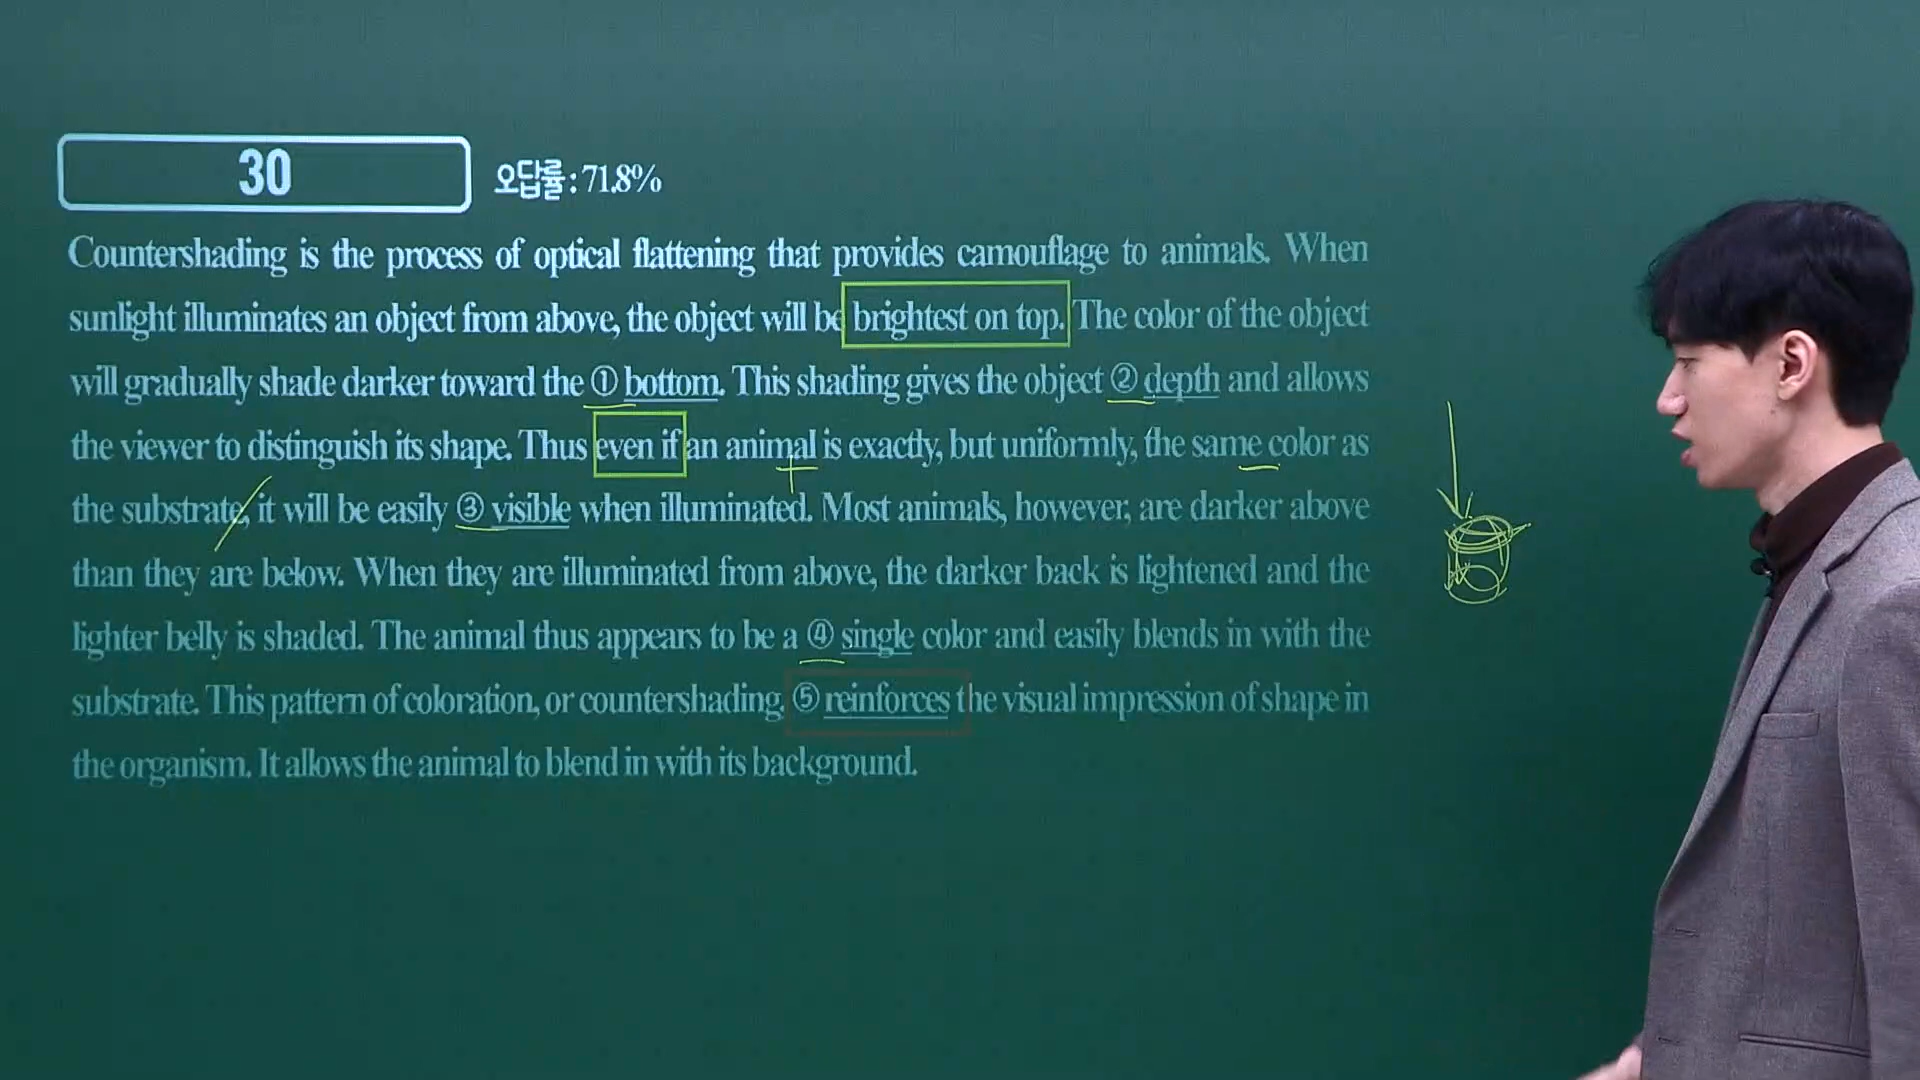 30
오답률 : 71.8%
Countershading is the process of optical flattening that provides camouflage to animals. When
sunlight illuminates an object from above, the object will be brightest on top. The color of the object
will gradually shade darker toward the ① bottom. This shading gives the object ② depth and allows
the viewer to distinguish its shape. Thus even if an animal is exactly, but uniformly, the same color as
the substrate, it will be easily ③ visible when illuminated. Most animals, however, are darker above
than they are below. When they are illuminated from above, the darker back is lightened and the
lighter belly is shaded. The animal thus appears to be a ④ single color and easily blends in with the
substrate. This pattern of coloration, or countershading, ⑤ reinforces the visual impression of shape in
the organism. It allows the animal to blend in with its background.